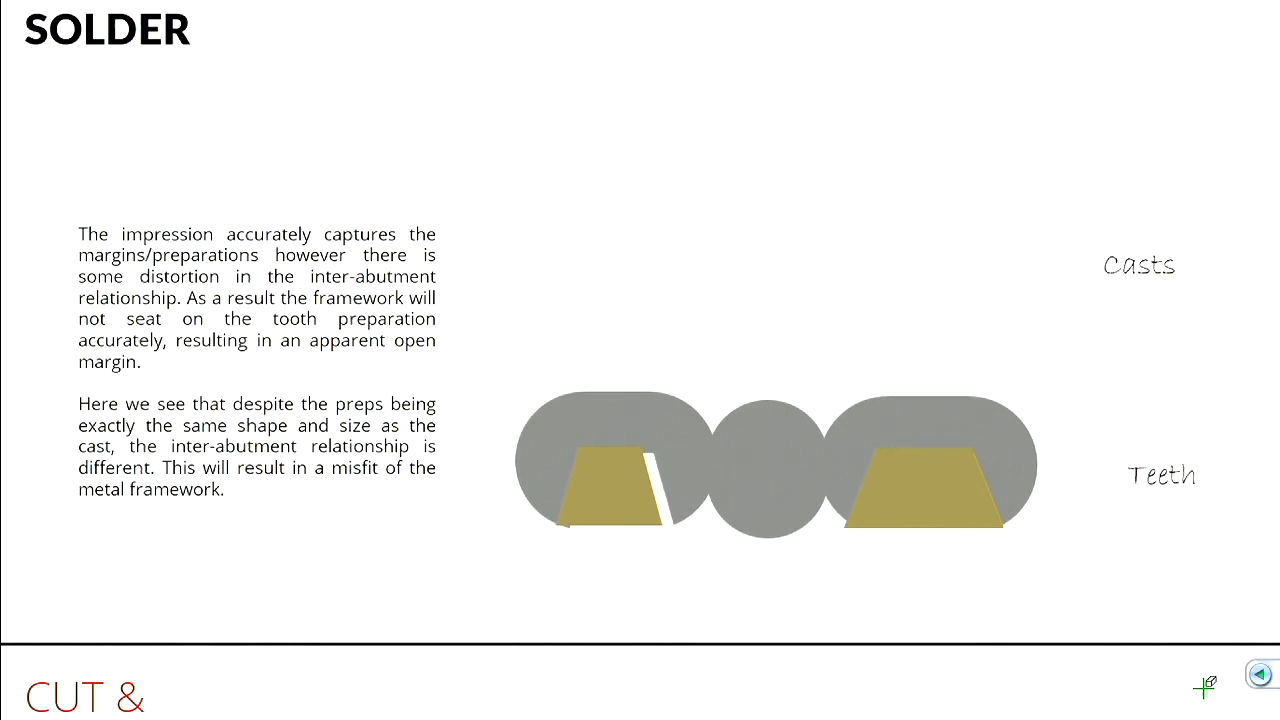 SOLDER
The impression accurately captures the
margins/preparations however there is
some distortion in the inter-abutment
relationship. As a result the framework will
not seat on the tooth preparation
accurately, resulting in an apparent open
margin.
Here we see that despite the preps being
exactly the same shape and size as the
cast, the inter-abutment relationship is
different. This will result in a misfit of the
metal framework.
Casts
Teeth
CUT &